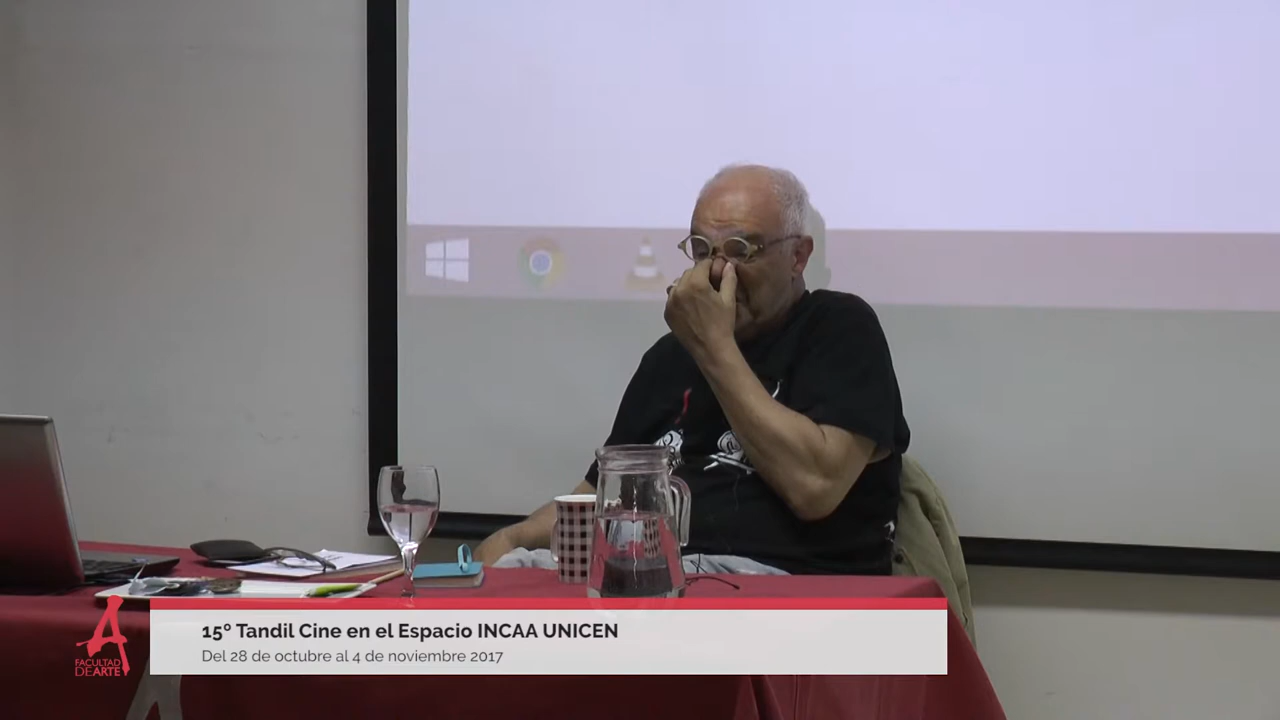 15º Tandil Cine en el Espacio INCAA UNICEN
Del 28 de octubre al 4 de noviembre 2017
FACULTAD
DE ARTE